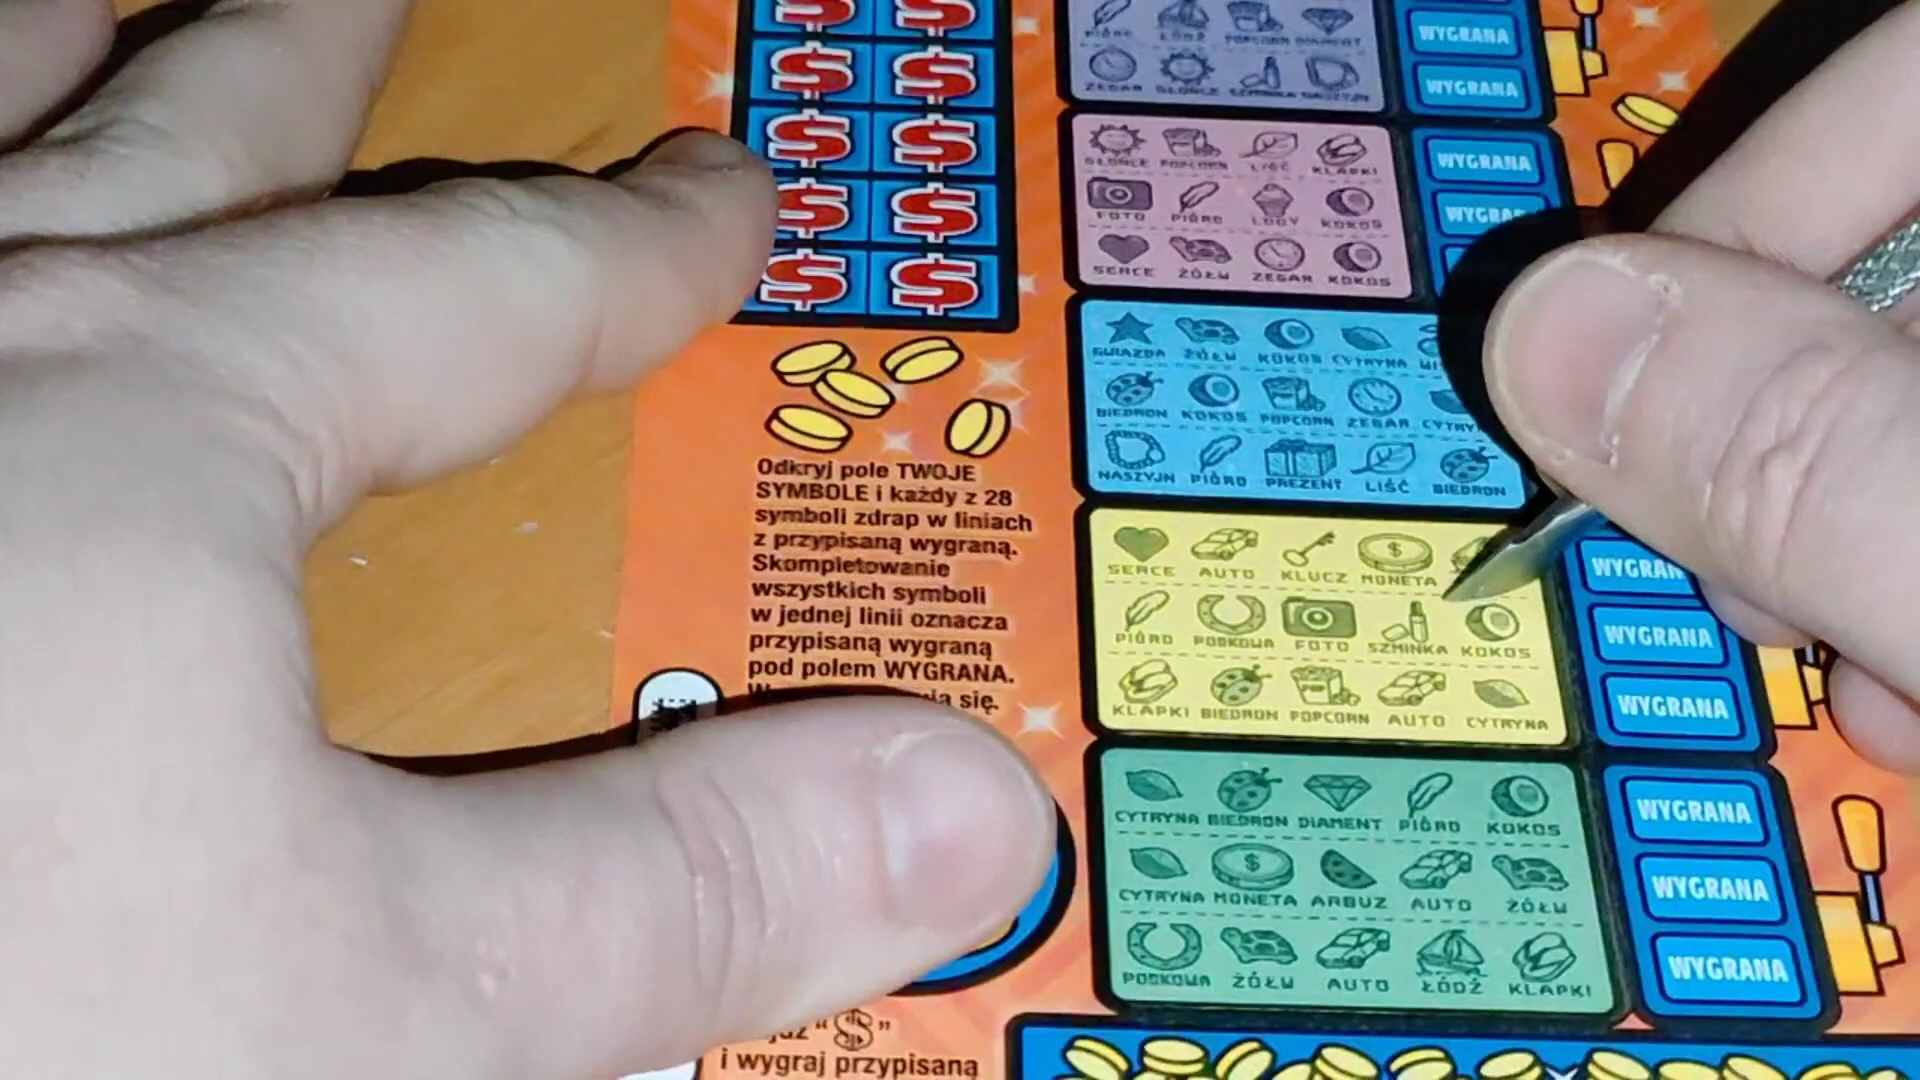 $ $
$ $
$ $
$ $
$ $
PIÓRO ŁÓDŹ POPCORN DIAMENT
ZEGAR SŁOŃCE SZMINKA NASZYJN
WYGRANA
WYGRANA
SŁOŃCE POPCORN LIŚĆ KLAPKI
FOTO PIÓRO LODY KOKOS
SERCE ŻÓŁW ZEGAR KOKOS
WYGRANA
GWIAZDA ŻÓŁW KOKOS CYTRYNA
BIEDRON KOKOS POPCORN ZEGAR
NASZYJN PIÓRO PREZENT LIŚĆ BIEDRON
Odkryj pole TWOJE
SYMBOLE i każdy z 28
symboli zdrap w liniach
z przypisaną wygraną.
Skompletowanie
wszystkich symboli
w jednej linii oznacza
przypisaną wygraną
pod polem WYGRANA.
się.
SERCE AUTO KLUCZ MONETA
PIÓRO PODKOWA FOTO SZMINKA KOKOS
KLAPKI BIEDRON POPCORN AUTO CYTRYNA
WYGRANA
WYGRANA
CYTRYNA BIEDRON DIAMENT PIÓRO KOKOS
CYTRYNA MONETA ARBUZ AUTO ŻÓŁW
PODKOWA ŻÓŁW AUTO ŁÓDŹ KLAPKI
WYGRANA
WYGRANA
WYGRANA
"$"
i wygraj przypisaną